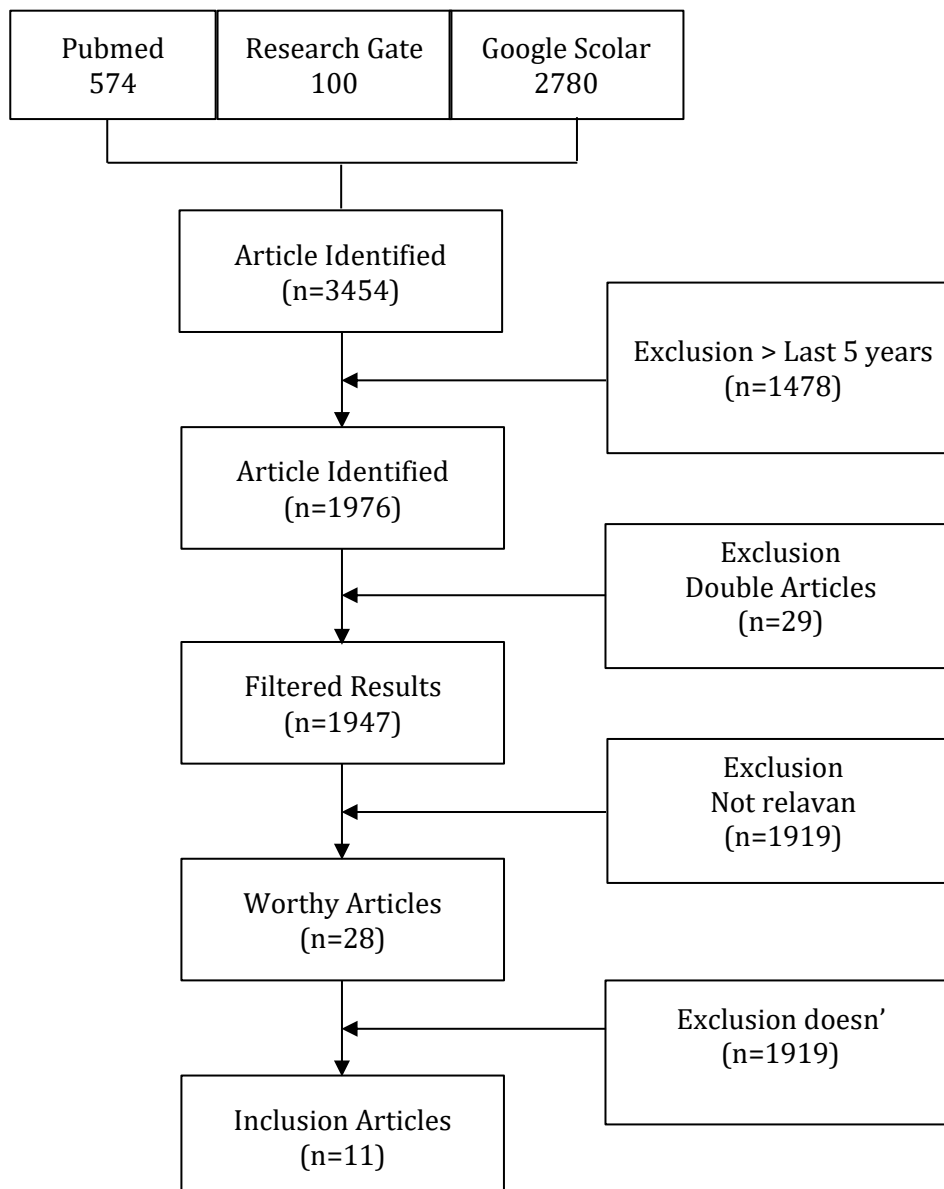 Pubmed
574
Research Gate
100
Google Scolar
2780
Article Identified
(n=3454)
Exclusion > Last 5 years
(n=1478)
Article Identified
(n=1976)
Exclusion
Double Articles
(n=29)
Filtered Results
(n=1947)
Exclusion
Not relavan
(n=1919)
Worthy Articles
(n=28)
Exclusion doesn’
(n=1919)
Inclusion Articles
(n=11)